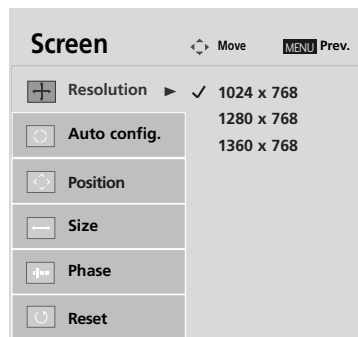 Screen Move MENU Prev.
Resolution 1024 x 768
1280 x 768
1360 x 768
Auto config.
Position
Size
Phase
Reset